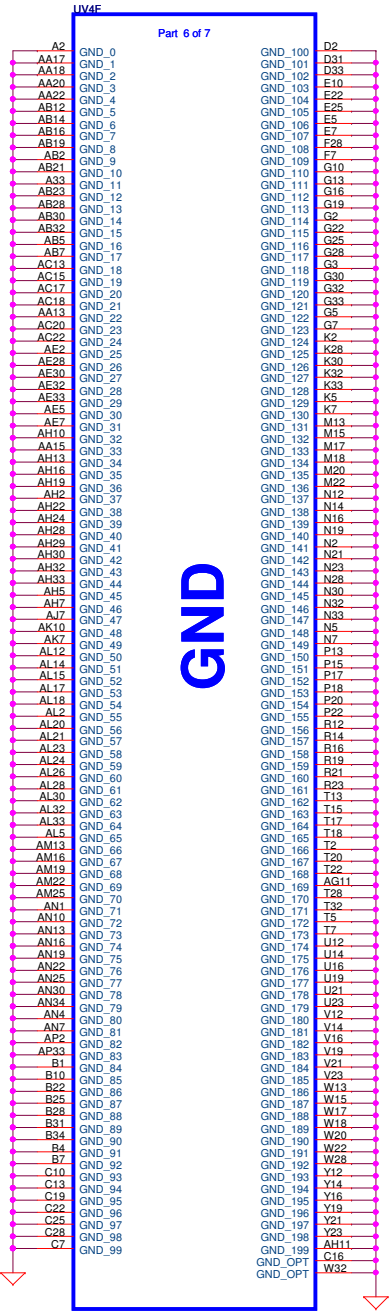 UV4F
Part 6 of 7
A2 GND_0
AA17 GND_1
AA18 GND_2
AA20 GND_3
AA22 GND_4
AB12 GND_5
AB14 GND_6
AB16 GND_7
AB19 GND_8
AB2 GND_9
AB21 GND_10
A33 GND_11
AB23 GND_12
AB28 GND_13
AB30 GND_14
AB32 GND_15
AB5 GND_16
AB7 GND_17
AC13 GND_18
AC15 GND_19
AC17 GND_20
AC18 GND_21
AA13 GND_22
AC20 GND_23
AC22 GND_24
AE2 GND_25
AE28 GND_26
AE30 GND_27
AE32 GND_28
AE33 GND_29
AE5 GND_30
AE7 GND_31
AH10 GND_32
AA15 GND_33
AH13 GND_34
AH16 GND_35
AH19 GND_36
AH2 GND_37
AH22 GND_38
AH24 GND_39
AH28 GND_40
AH29 GND_41
AH30 GND_42
AH32 GND_43
AH33 GND_44
AH5 GND_45
AH7 GND_46
AJ7 GND_47
AK10 GND_48
AK7 GND_49
AL12 GND_50
AL14 GND_51
AL15 GND_52
AL17 GND_53
AL18 GND_54
AL2 GND_55
AL20 GND_56
AL21 GND_57
AL23 GND_58
AL24 GND_59
AL26 GND_60
AL28 GND_61
AL30 GND_62
AL32 GND_63
AL33 GND_64
AL5 GND_65
AM13 GND_66
AM16 GND_67
AM19 GND_68
AM22 GND_69
AM25 GND_70
AN1 GND_71
AN10 GND_72
AN13 GND_73
AN16 GND_74
AN19 GND_75
AN22 GND_76
AN25 GND_77
AN30 GND_78
AN34 GND_79
AN4 GND_80
AN7 GND_81
AP2 GND_82
AP33 GND_83
B1 GND_84
B10 GND_85
B22 GND_86
B25 GND_87
B28 GND_88
B31 GND_89
B34 GND_90
B4 GND_91
B7 GND_92
C10 GND_93
C13 GND_94
C19 GND_95
C22 GND_96
C25 GND_97
C28 GND_98
C7 GND_99
GND
GND_100 D2
GND_101 D31
GND_102 D33
GND_103 E10
GND_104 E22
GND_105 E25
GND_106 E5
GND_107 E7
GND_108 F28
GND_109 F7
GND_110 G10
GND_111 G13
GND_112 G16
GND_113 G19
GND_114 G2
GND_115 G22
GND_116 G25
GND_117 G28
GND_118 G3
GND_119 G30
GND_120 G32
GND_121 G33
GND_122 G5
GND_123 G7
GND_124 K2
GND_125 K28
GND_126 K30
GND_127 K32
GND_128 K33
GND_129 K5
GND_130 K7
GND_131 M13
GND_132 M15
GND_133 M17
GND_134 M18
GND_135 M20
GND_136 M22
GND_137 N12
GND_138 N14
GND_139 N16
GND_140 N19
GND_141 N2
GND_142 N21
GND_143 N23
GND_144 N28
GND_145 N30
GND_146 N32
GND_147 N33
GND_148 N5
GND_149 N7
GND_150 P13
GND_151 P15
GND_152 P17
GND_153 P18
GND_154 P20
GND_155 P22
GND_156 R12
GND_157 R14
GND_158 R16
GND_159 R19
GND_160 R21
GND_161 R23
GND_162 T13
GND_163 T15
GND_164 T17
GND_165 T18
GND_166 T2
GND_167 T20
GND_168 T22
GND_169 AG11
GND_170 T28
GND_171 T32
GND_172 T5
GND_173 T7
GND_174 U12
GND_175 U14
GND_176 U16
GND_177 U19
GND_178 U21
GND_179 U23
GND_180 V12
GND_181 V14
GND_182 V16
GND_183 V19
GND_184 V21
GND_185 V23
GND_186 W13
GND_187 W15
GND_188 W17
GND_189 W18
GND_190 W20
GND_191 W22
GND_192 W28
GND_193 Y12
GND_194 Y14
GND_195 Y16
GND_196 Y19
GND_197 Y21
GND_198 Y23
GND_199 AH11
GND_OPT C16
GND_OPT W32